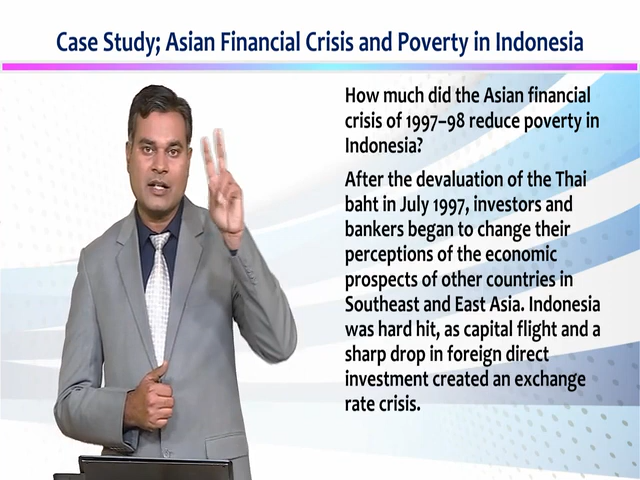 Case Study; Asian Financial Crisis and Poverty in Indonesia
How much did the Asian financial
crisis of 1997–98 reduce poverty in
Indonesia?
After the devaluation of the Thai
baht in July 1997, investors and
bankers began to change their
perceptions of the economic
prospects of other countries in
Southeast and East Asia. Indonesia
was hard hit, as capital flight and a
sharp drop in foreign direct
investment created an exchange
rate crisis.